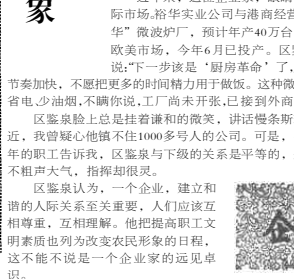 象
际市场。裕华实业公司与港商经营
华”微波炉厂，预计年产40万台
欧美市场，今年6月已投产。区鉴
说:“下一步该是‘厨房革命’了，
节奏加快，不愿把更多的时间精力用于做饭。这种微
省电、少油烟，不瞒你说，工厂尚未开张，已接到外商
区鉴泉脸上总是挂着谦和的微笑，讲话慢条斯
近，我曾疑心他镇不住1000多号人的公司。可是，
年的职工告诉我，区鉴泉与下级的关系是平等的，
不粗声大气，指挥却很灵。
区鉴泉认为，一个企业，建立和
谐的人际关系至关重要，人们应该互
相尊重，互相理解。他把提高职工文
明素质也列为改变农民形象的日程，
这不能不说是一个企业家的远见卓
识。
企